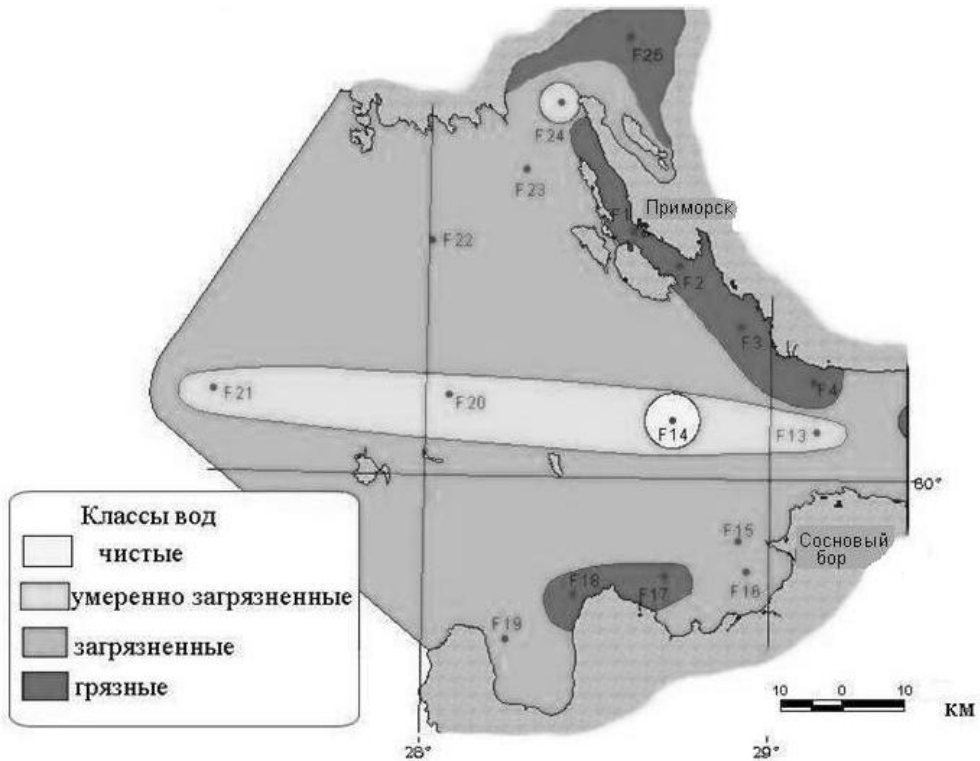 F25
F24
F23
F1
Приморск
F22
F2
F3
F4
F21
F20
F14
F13
60°
Классы вод
чистые
умеренно загрязненные
загрязненные
грязные
F15
Сосновый
бор
F16
F18
F17
F19
10 0 10
км
28°
29°